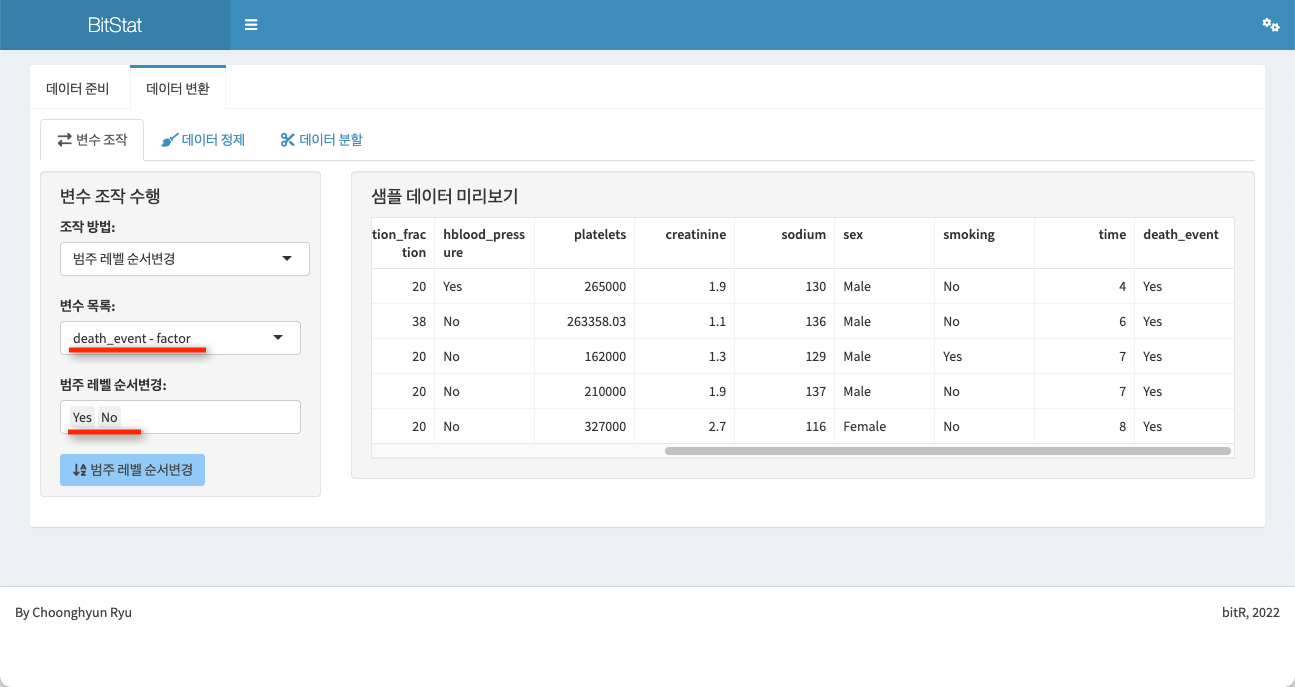 BitStat
데이터 준비
데이터 변환
변수 조작
데이터 정제
데이터 분할
변수 조작 수행
조작 방법:
범주 레벨 순서변경
변수 목록:
death_event - factor
범주 레벨 순서변경:
Yes No
범주 레벨 순서변경
샘플 데이터 미리보기
tion_frac hblood_press platelets creatinine sodium sex smoking time death_event
tion ure
20 Yes 265000 1.9 130 Male No 4 Yes
38 No 263358.03 1.1 136 Male No 6 Yes
20 No 162000 1.3 129 Male Yes 7 Yes
20 No 210000 1.9 137 Male No 7 Yes
20 No 327000 2.7 116 Female No 8 Yes
By Choonghyun Ryu
bitR, 2022